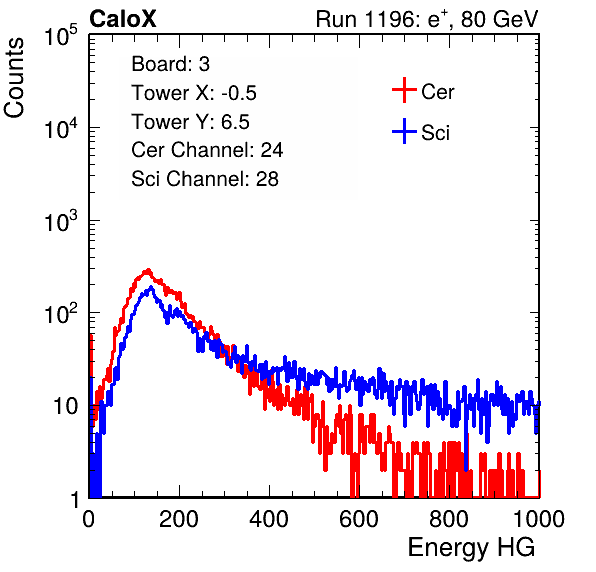 CaloX Run 1196: e⁺, 80 GeV
Counts
10⁵
10⁴
10³
10²
10
1
Board: 3
Tower X: -0.5
Tower Y: 6.5
Cer Channel: 24
Sci Channel: 28
Cer
Sci
0 200 400 600 800 1000
Energy HG